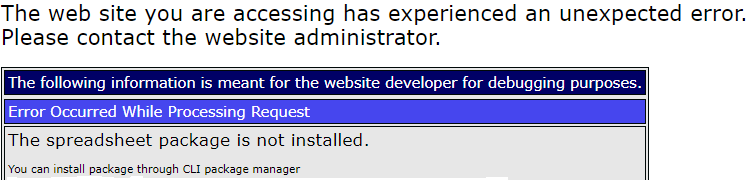 The web site you are accessing has experienced an unexpected error.
Please contact the website administrator.
The following information is meant for the website developer for debugging purposes.
Error Occurred While Processing Request
The spreadsheet package is not installed.
You can install package through CLI package manager